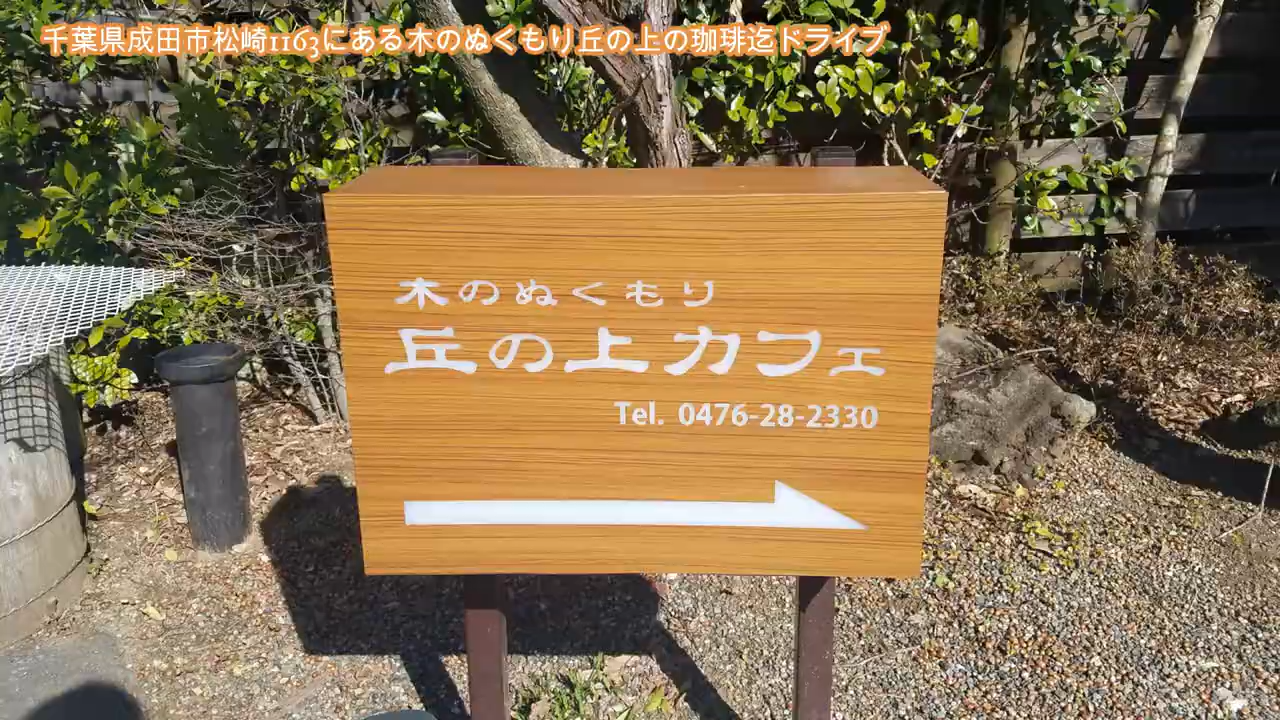 千葉県成田市松崎1163にある木のぬくもり丘の上の珈琲迄ドライブ
木のぬくもり
丘の上カフェ
Tel. 0476-28-2330